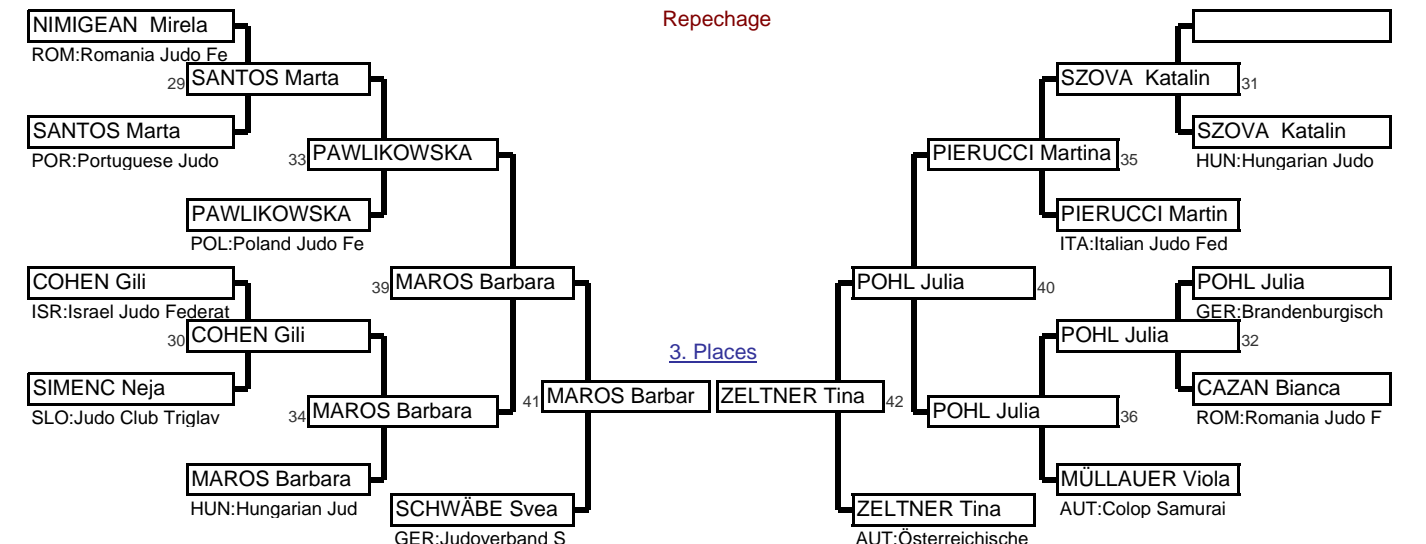 Repechage
NIMIGEAN Mirela
ROM:Romania Judo Fe
29 SANTOS Marta
SANTOS Marta
POR:Portuguese Judo
33 PAWLIKOWSKA
PAWLIKOWSKA
POL:Poland Judo Fe
COHEN Gili
ISR:Israel Judo Federat
39 MAROS Barbara
30 COHEN Gili
SIMENC Neja
SLO:Judo Club Triglav
34 MAROS Barbara
MAROS Barbara
HUN:Hungarian Jud
41 MAROS Barbar
SCHWÄBE Svea
GER:Judoverband S
3. Places
ZELTNER Tina 42
SZOVA Katalin 31
SZOVA Katalin
HUN:Hungarian Judo
PIERUCCI Martina 35
PIERUCCI Martin
ITA:Italian Judo Fed
POHL Julia 40
POHL Julia
GER:Brandenburgisch
POHL Julia 32
CAZAN Bianca
ROM:Romania Judo F
POHL Julia 36
MÜLLAUER Viola
AUT:Colop Samurai
ZELTNER Tina
AUT:Österreichische